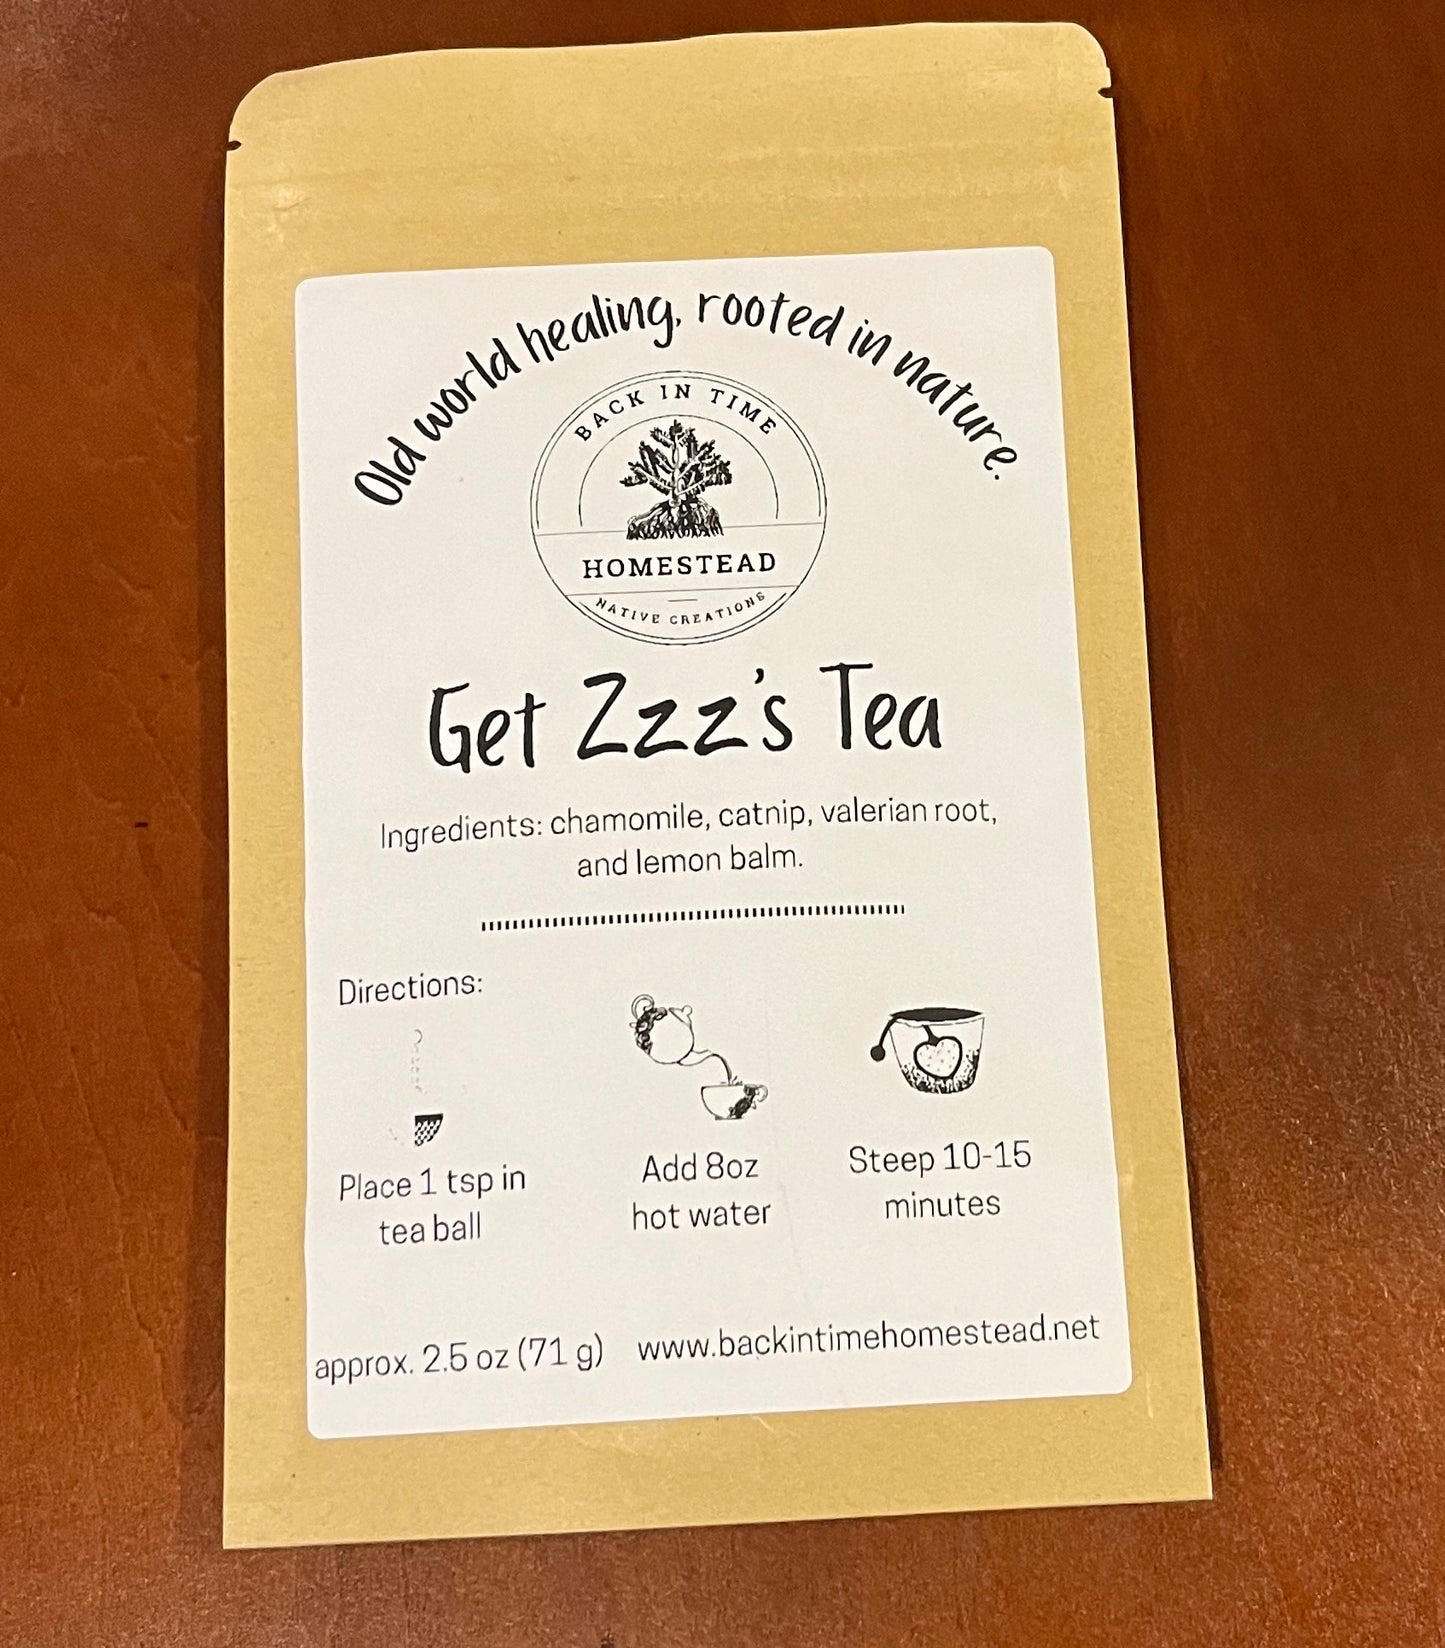 Old world healing, rooted in nature.
BACK IN TIME
HOMESTEAD
NATIVE CREATIONS
Get Zzz's Tea
Ingredients: chamomile, catnip, valerian root,
and lemon balm.
Directions:
Place 1 tsp in
tea ball
Add 8oz
hot water
Steep 10-15
minutes
approx. 2.5 oz (71 g) www.backintimehomestead.net